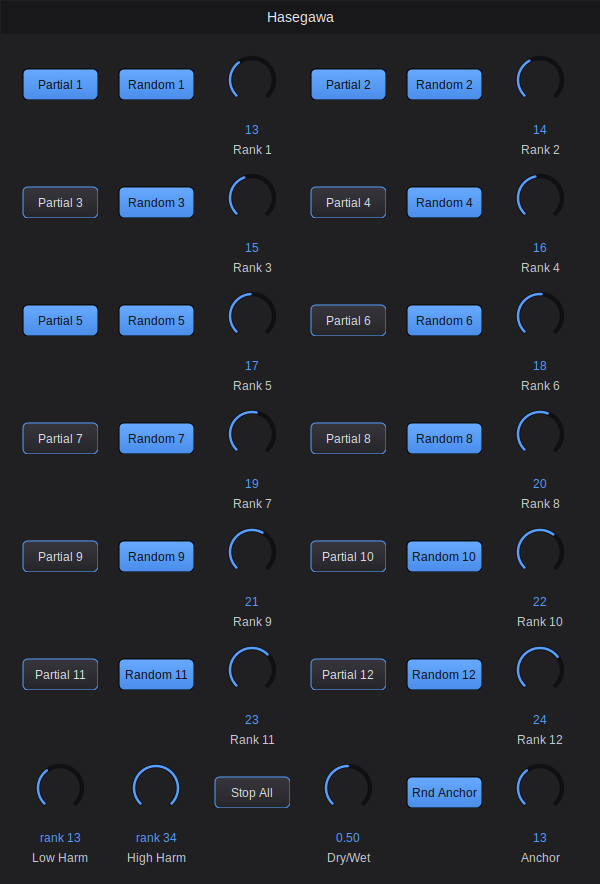 Hasegawa
Partial 1 Random 1 Partial 2 Random 2
13 14
Rank 1 Rank 2
Partial 3 Random 3 Partial 4 Random 4
15 16
Rank 3 Rank 4
Partial 5 Random 5 Partial 6 Random 6
17 18
Rank 5 Rank 6
Partial 7 Random 7 Partial 8 Random 8
19 20
Rank 7 Rank 8
Partial 9 Random 9 Partial 10 Random 10
21 22
Rank 9 Rank 10
Partial 11 Random 11 Partial 12 Random 12
23 24
Rank 11 Rank 12
Stop All Rnd Anchor
rank 13 rank 34 0.50 13
Low Harm High Harm Dry/Wet Anchor